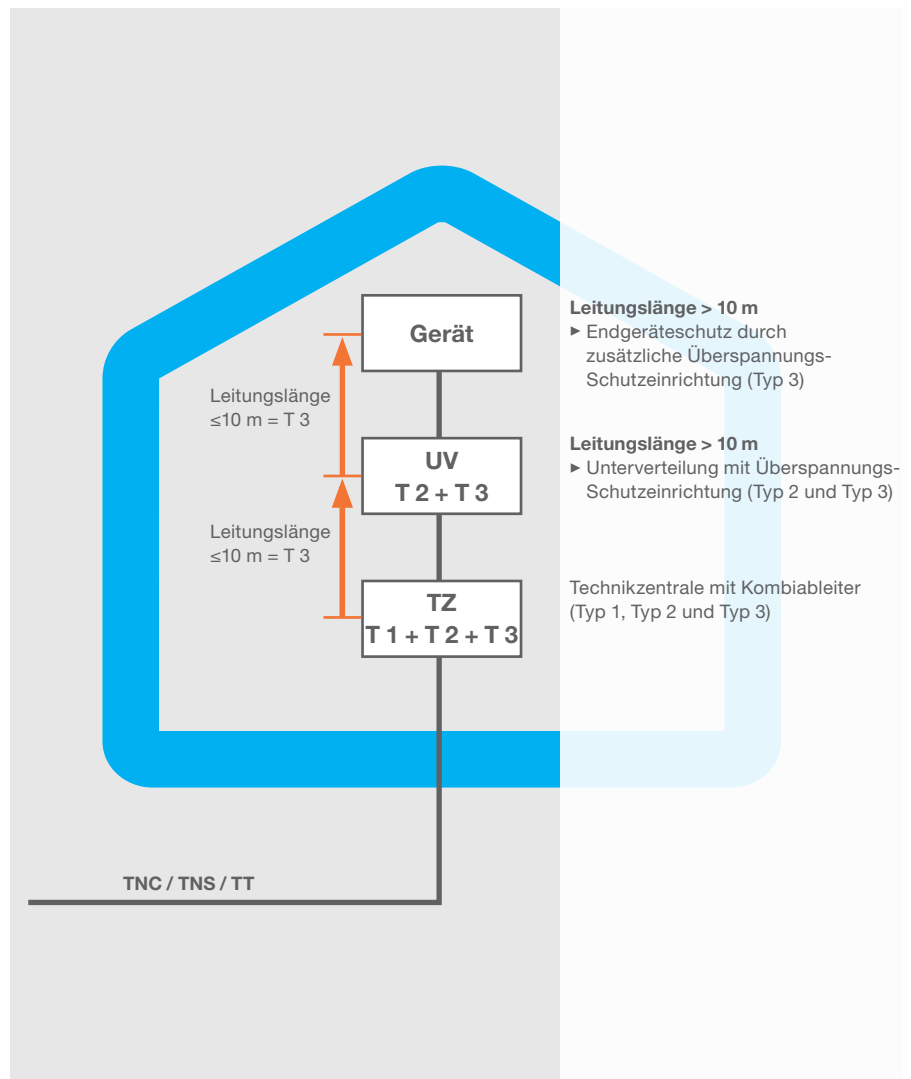 Gerät
Leitungslänge > 10 m
► Endgeräteschutz durch
zusätzliche Überspannungs-
Schutzeinrichtung (Typ 3)
Leitungslänge
≤10 m = T 3
UV
T 2 + T 3
Leitungslänge > 10 m
► Unterverteilung mit Überspannungs-
Schutzeinrichtung (Typ 2 und Typ 3)
Leitungslänge
≤10 m = T 3
TZ
T 1 + T 2 + T 3
Technikzentrale mit Kombiableiter
(Typ 1, Typ 2 und Typ 3)
TNC / TNS / TT